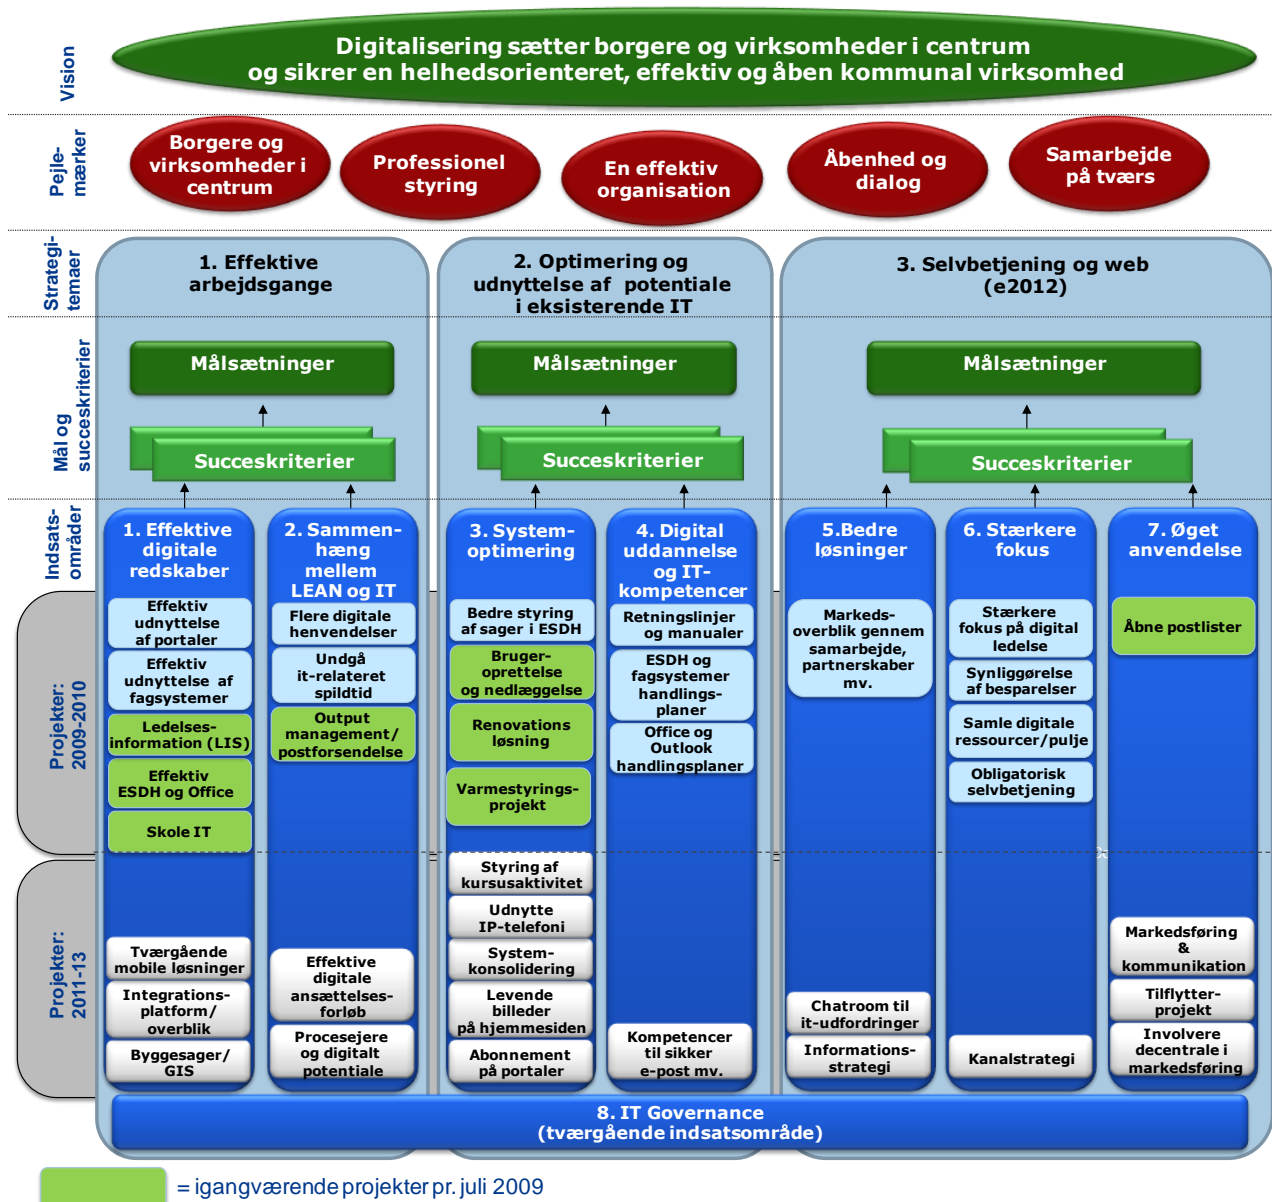 Vision
Digitalisering sætter borgere og virksomheder i centrum
og sikrer en helhedsorienteret, effektiv og åben kommunal virksomhed
Pejle-
mærker
Borgere og
virksomheder i
centrum
Professionel
styring
En effektiv
organisation
Åbenhed og
dialog
Samarbejde
på tværs
Strategi-
temaer
1. Effektive
arbejdsgange
2. Optimering og
udnyttelse af potentiale
i eksisterende IT
3. Selvbetjening og web
(e2012)
Mål og
succeskriterier
Målsætninger
Succeskriterier
Målsætninger
Succeskriterier
Målsætninger
Succeskriterier
Indsats-
områder
1. Effektive
digitale
redskaber
2. Sammen-
hæng
mellem
LEAN og IT
3. System-
optimering
4. Digital
uddannelse
og IT-
kompetencer
5.Bedre
løsninger
6. Stærkere
fokus
7. Øget
anvendelse
Projekter:
2009-2010
Effektiv
udnyttelse
af portaler
Effektiv
udnyttelse af
fagsystemer
Ledelses-
information (LIS)
Effektiv
ESDH og Office
Skole IT
Flere digitale
henvendelser
Undgå
it-relateret
spildtid
Output
management/
postforsendelse
Bedre styring
af sager i ESDH
Bruger-
oprettelse
og nedlæggelse
Renovations
løsning
Varmestyrings-
projekt
Retningslinjer
og manualer
ESDH og
fagsystemer
handlings-
planer
Office og
Outlook
handlingsplaner
Markeds-
overblik gennem
samarbejde,
partnerskaber
mv.
Stærkere
fokus på digital
ledelse
Synliggørelse
af besparelser
Samle digitale
ressourcer/pulje
Obligatorisk
selvbetjening
Åbne postlister
Projekter:
2011-13
Tværgående
mobile løsninger
Integrations-
platform/
overblik
Byggesager/
GIS
Effektive
digitale
ansættelses-
forløb
Procesejere
og digitalt
potentiale
Styring af
kursusaktivitet
Udnytte
IP-telefoni
System-
konsolidering
Levende
billeder
på hjemmesiden
Abonnement
på portaler
Kompetencer
til sikker
e-post mv.
Chatroom til
it-udfordringer
Informations-
strategi
Kanalstrategi
Markedsføring
&
kommunikation
Tilflytter-
projekt
Involvere
decentrale i
markedsføring
8. IT Governance
(tværgående indsatsområde)
= igangværende projekter pr. juli 2009